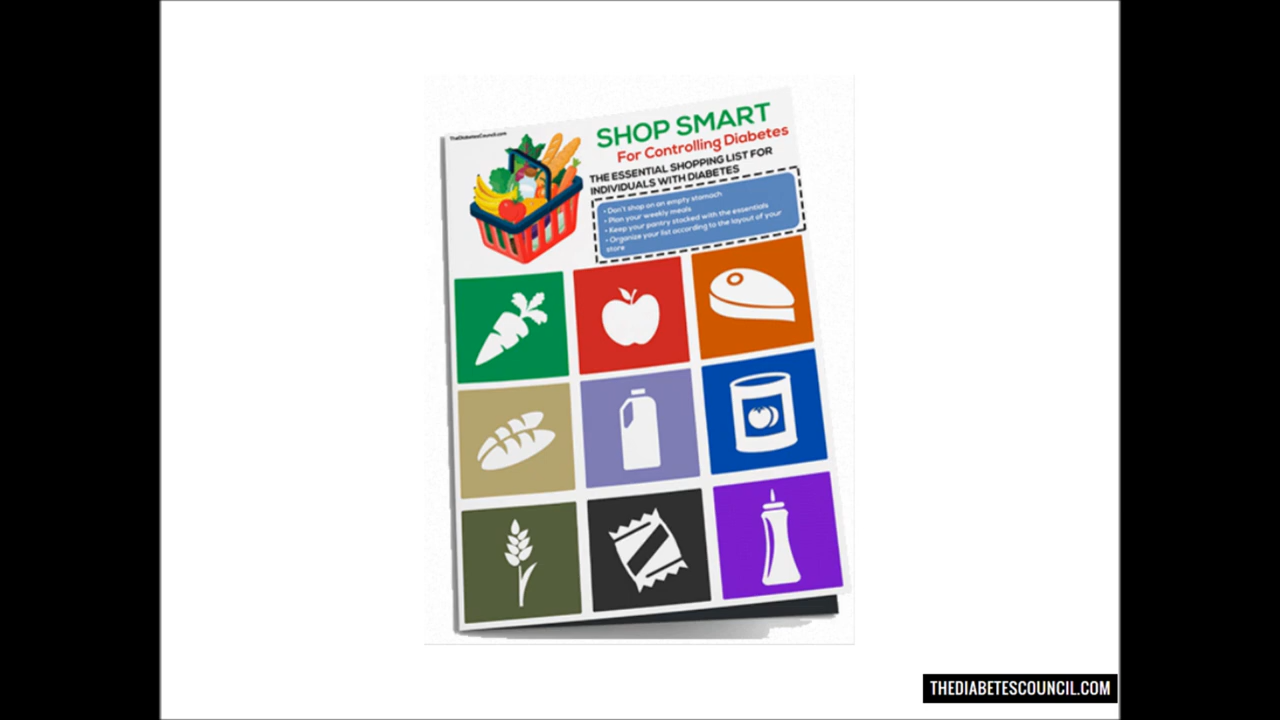 TheDiabetesCouncil.com
SHOP SMART
For Controlling Diabetes
THE ESSENTIAL SHOPPING LIST FOR
INDIVIDUALS WITH DIABETES
• Don't shop on an empty stomach
• Plan your weekly meals
• Keep your pantry stocked with the essentials
• Organize your list according to the layout of your
store
THEDIABETESCOUNCIL.COM